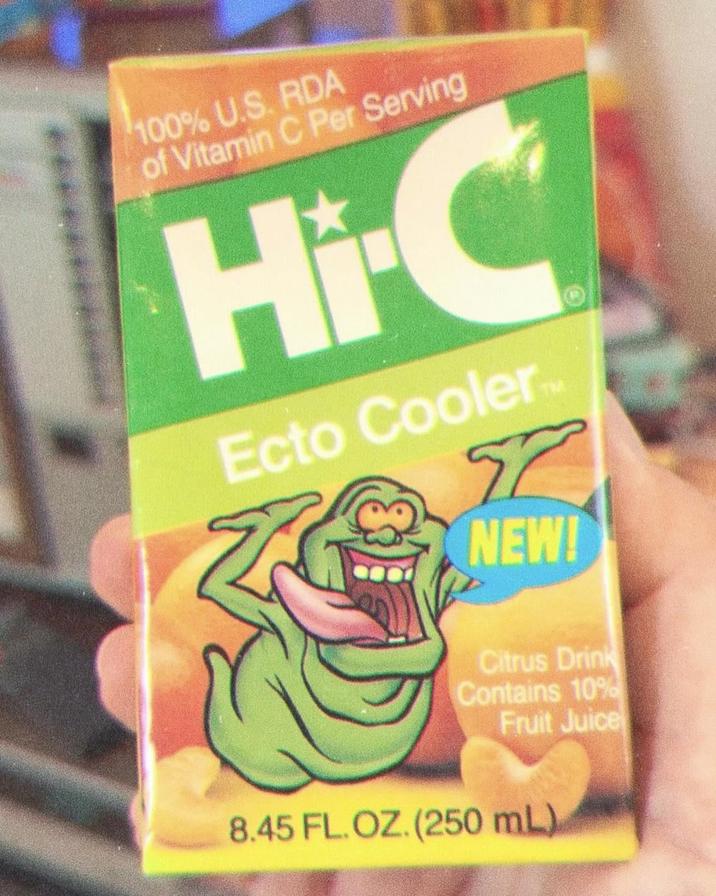 100% U.S. RDA
of Vitamin C Per Serving
Hi-C®
Ecto Cooler™
NEW!
Citrus Drink
Contains 10%
Fruit Juice
8.45 FL.OZ.(250 mL)